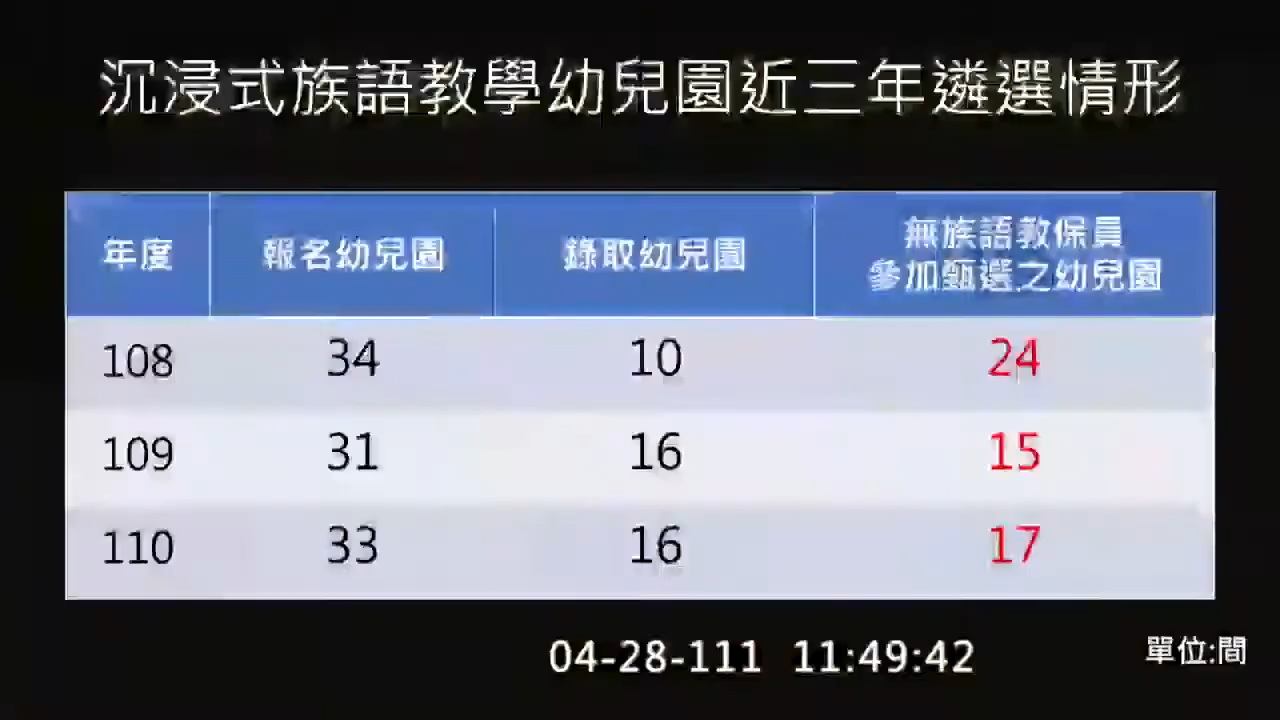 沉浸式族語教學幼兒園近三年遴選情形
年度 報名幼兒園 錄取幼兒園 無族語教保員參加甄選之幼兒園
108 34 10 24
109 31 16 15
110 33 16 17
04-28-111 11:49:42
單位:間